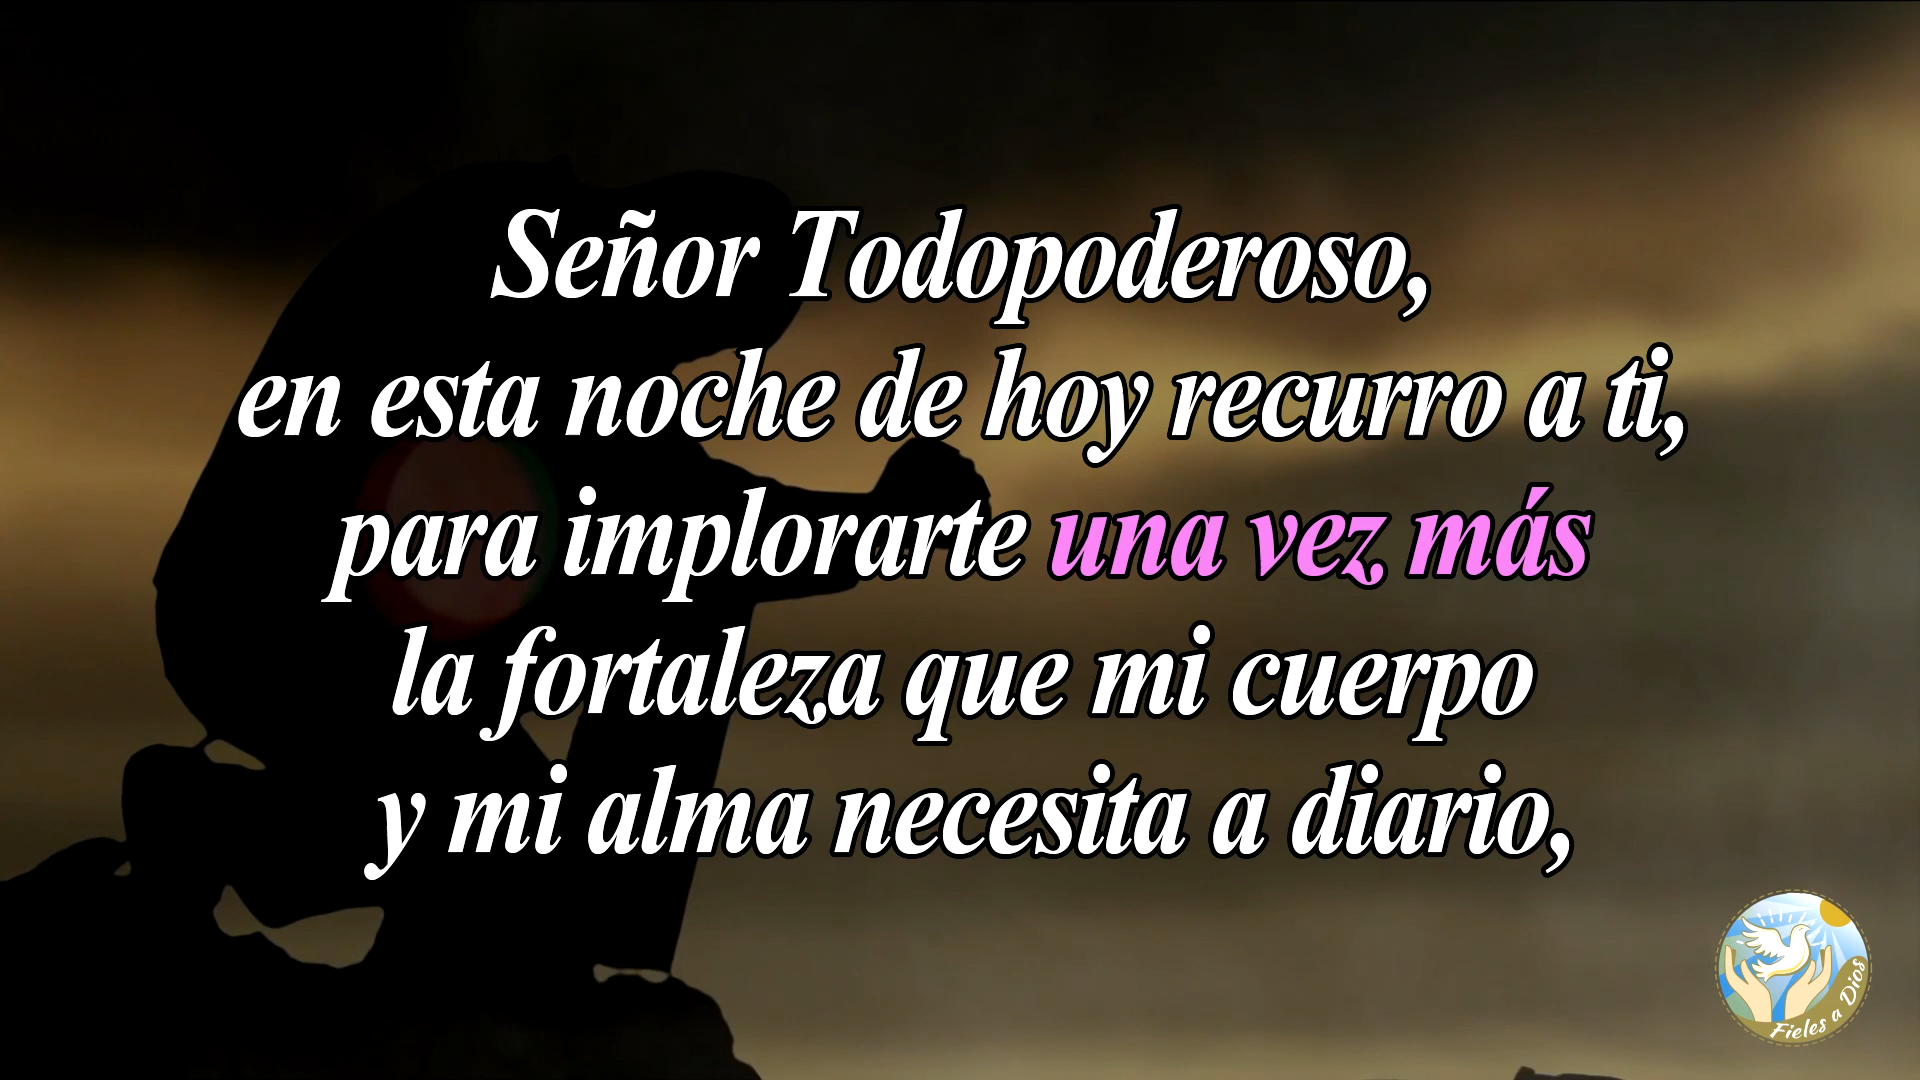 Señor Todopoderoso,
en esta noche de hoy recurro a ti,
para implorarte una vez más
la fortaleza que mi cuerpo
y mi alma necesita a diario,
Fieles a Dios